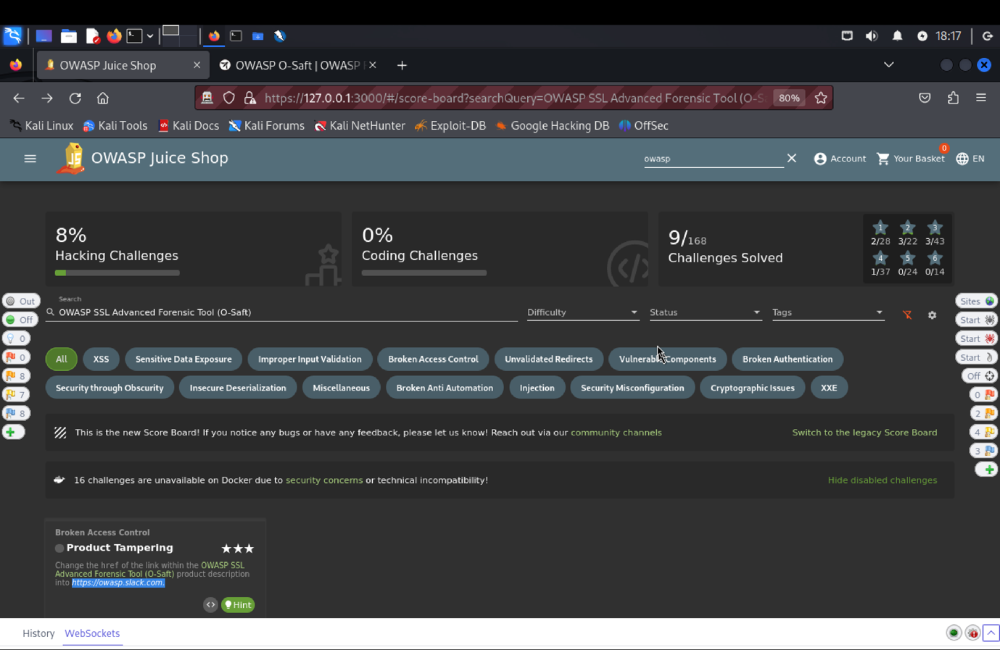 18:17
OWASP Juice Shop
OWASP O-Saft | OWASP
https://127.0.0.1:3000/#/score-board?searchQuery=OWASP SSL Advanced Forensic Tool (O-S
80%
Kali Linux Kali Tools Kali Docs Kali Forums Kali NetHunter Exploit-DB Google Hacking DB OffSec
OWASP Juice Shop
owasp
Account
Your Basket
0
EN
8%
Hacking Challenges
0%
Coding Challenges
9/168
Challenges Solved
1 2 3
2/28 3/22 3/43
4 5 6
1/37 0/24 0/14
Search
OWASP SSL Advanced Forensic Tool (O-Saft)
Difficulty
Status
Tags
All XSS Sensitive Data Exposure Improper Input Validation Broken Access Control Unvalidated Redirects Vulnerable Components Broken Authentication
Security through Obscurity Insecure Deserialization Miscellaneous Broken Anti Automation Injection Security Misconfiguration Cryptographic Issues XXE
This is the new Score Board! If you notice any bugs or have any feedback, please let us know! Reach out via our community channels
Switch to the legacy Score Board
16 challenges are unavailable on Docker due to security concerns or technical incompatibility!
Hide disabled challenges
Broken Access Control
Product Tampering
Change the href of the link within the OWASP SSL
Advanced Forensic Tool (O-Saft) product description
into https://owasp.slack.com.
<> Hint
Out
Off
0
0
8
7
8
Sites
Start
Start
Start
Off
0
2
4
3
History WebSockets